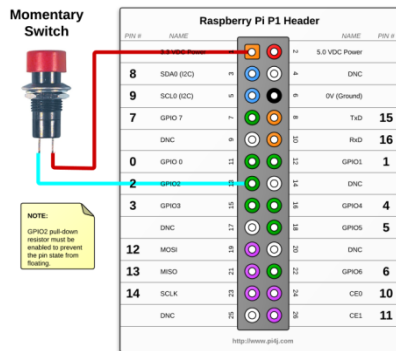 Momentary
Switch
Raspberry Pi P1 Header
PIN # NAME NAME PIN #
3.3 VDC Power 1 2 5.0 VDC Power
8 SDA0 (I2C) 3 4 DNC
9 SCL0 (I2C) 5 6 0V (Ground)
7 GPIO 7 7 8 TxD 15
DNC 9 10 RxD 16
0 GPIO 0 11 12 GPIO1 1
2 GPIO2 13 14 DNC
3 GPIO3 15 16 GPIO4 4
DNC 17 18 GPIO5 5
12 MOSI 19 20 DNC
13 MISO 21 22 GPIO6 6
14 SCLK 23 24 CE0 10
DNC 25 26 CE1 11
NOTE:
GPIO2 pull-down
resistor must be
enabled to prevent
the pin state from
floating.
http://www.pi4j.com